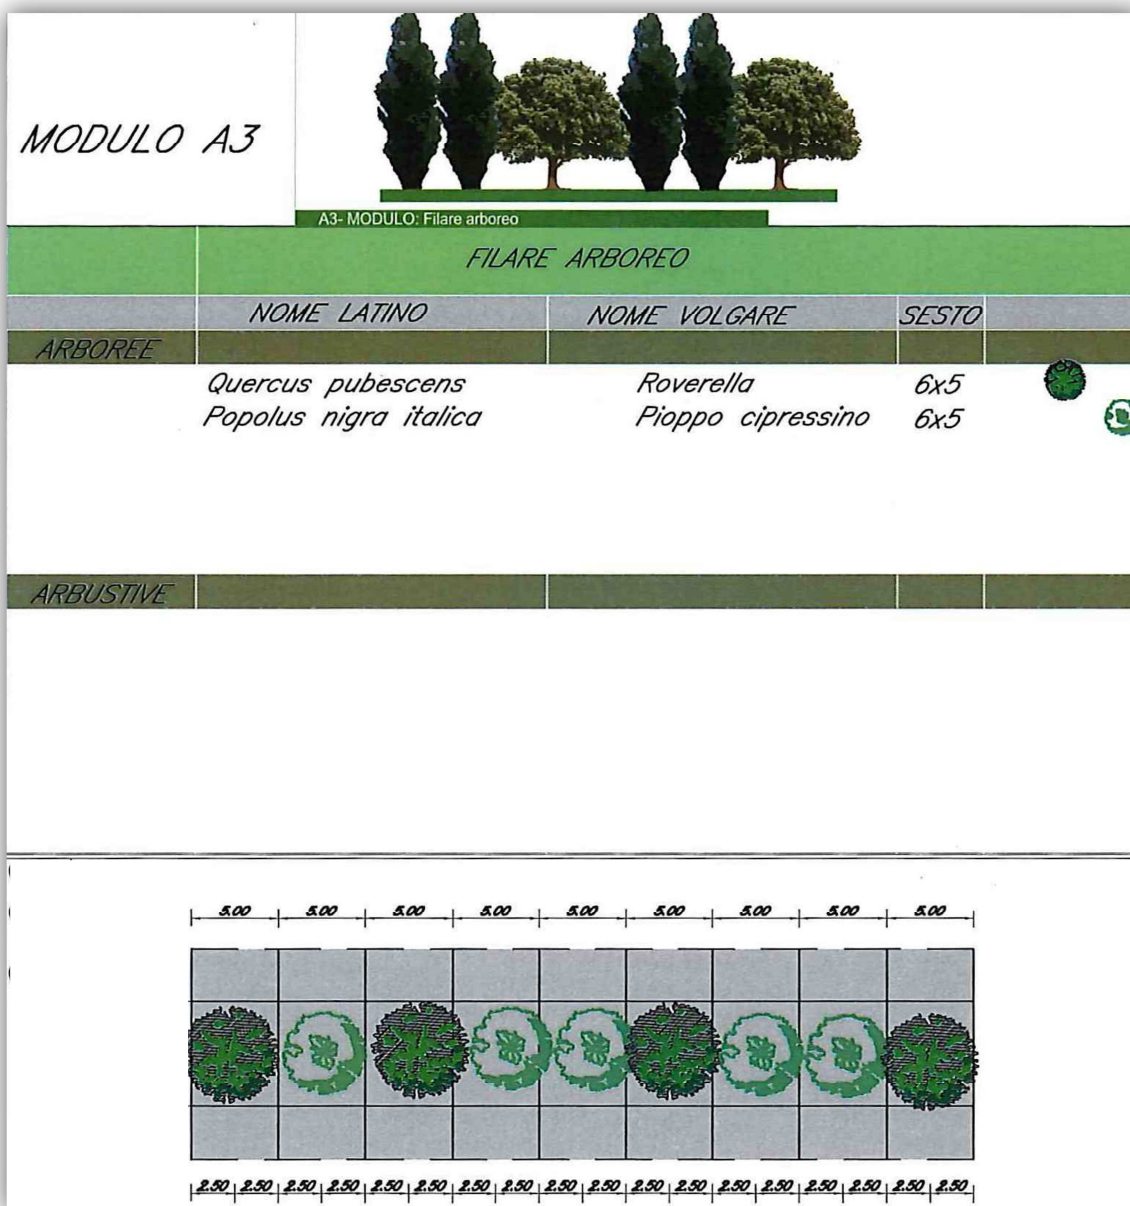 MODULO A3
A3- MODULO: Filare arboreo
FILARE ARBOREO
NOME LATINO NOME VOLGARE SESTO
ARBOREE
Quercus pubescens Roverella 6x5
Popolus nigra italica Pioppo cipressino 6x5
ARBUSTIVE
5.00 5.00 5.00 5.00 5.00 5.00 5.00 5.00 5.00
2.50 2.50 2.50 2.50 2.50 2.50 2.50 2.50 2.50 2.50 2.50 2.50 2.50 2.50 2.50 2.50 2.50 2.50